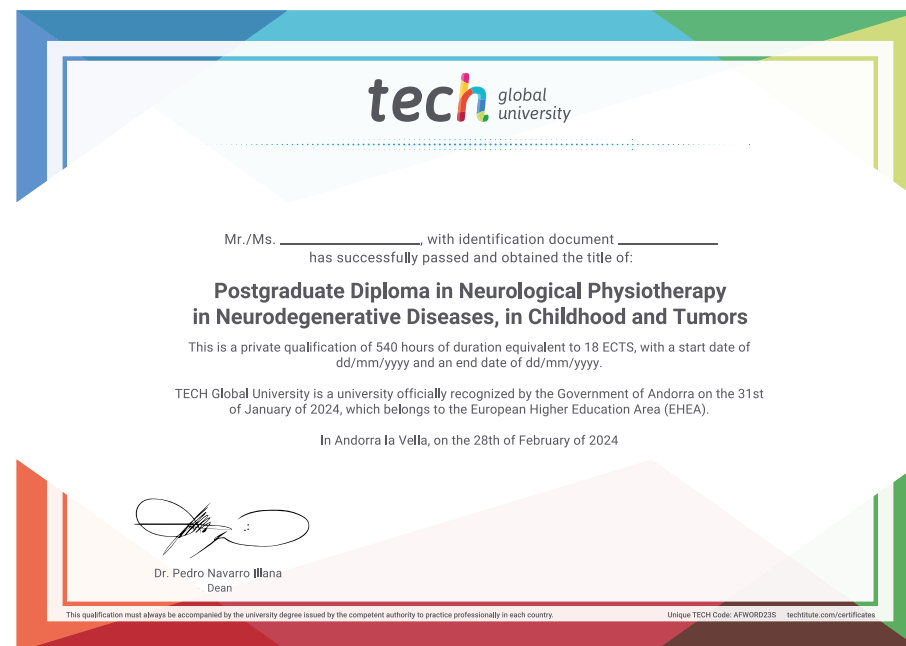 tech global
university
Mr./Ms. ____________________, with identification document ______________
has successfully passed and obtained the title of:
Postgraduate Diploma in Neurological Physiotherapy
in Neurodegenerative Diseases, in Childhood and Tumors
This is a private qualification of 540 hours of duration equivalent to 18 ECTS, with a start date of
dd/mm/yyyy and an end date of dd/mm/yyyy.
TECH Global University is a university officially recognized by the Government of Andorra on the 31st
of January of 2024, which belongs to the European Higher Education Area (EHEA).
In Andorra la Vella, on the 28th of February of 2024
Dr. Pedro Navarro Illana
Dean
This qualification must always be accompanied by the university degree issued by the competent authority to practice professionally in each country.
Unique TECH Code: AFWORD23S techtitute.com/certificates